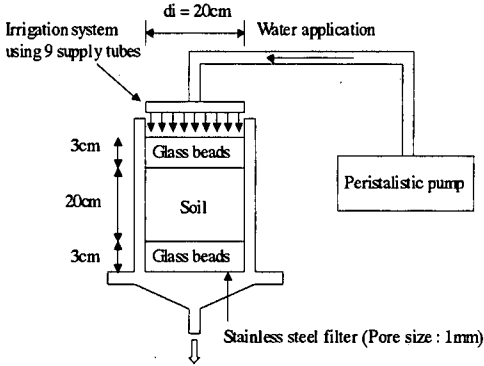 di = 20cm
Irrigation system
using 9 supply tubes
Water application
3cm
Glass beads
Peristalistic pump
20cm
Soil
3cm
Glass beads
Stainless steel filter (Pore size : 1mm)